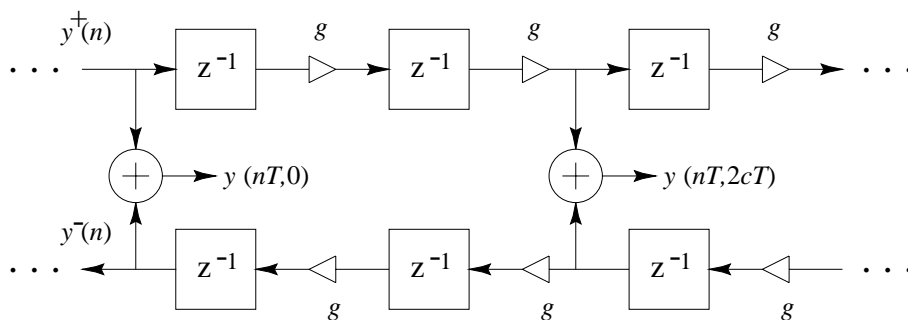 y⁺(n) g g g
· · · z⁻¹ z⁻¹ z⁻¹ · · ·
+ y (nT,0) + y (nT,2cT)
y⁻(n)
· · · z⁻¹ z⁻¹ z⁻¹ · · ·
g g g